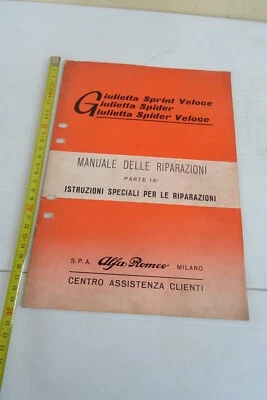 Giulietta Sprint Veloce
Giulietta Spider
Giulietta Spider Veloce
MANUALE DELLE RIPARAZIONI
PARTE 15ª
ISTRUZIONI SPECIALI PER LE RIPARAZIONI
S.P.A. Alfa Romeo MILANO
CENTRO ASSISTENZA CLIENTI